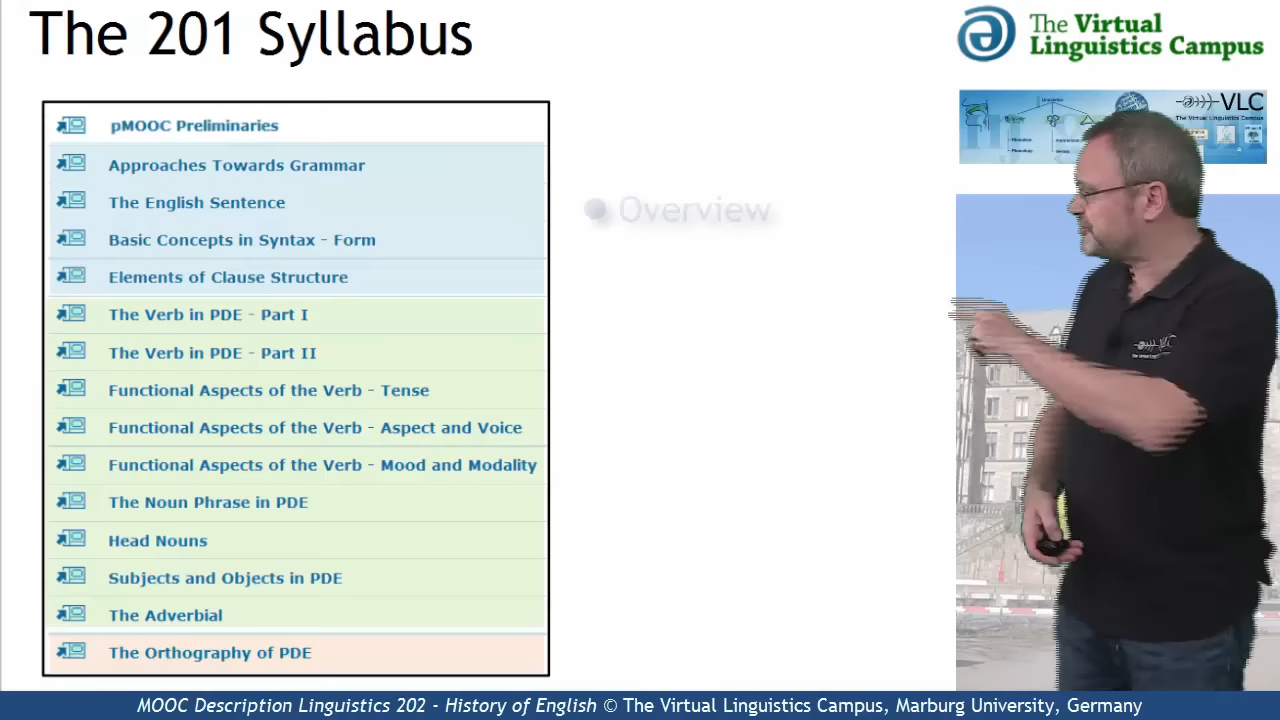 The 201 Syllabus
The Virtual
Linguistics Campus
VLC
The Virtual Linguistics Campus
pMOOC Preliminaries
Approaches Towards Grammar
The English Sentence
Basic Concepts in Syntax - Form
Elements of Clause Structure
The Verb in PDE - Part I
The Verb in PDE - Part II
Functional Aspects of the Verb - Tense
Functional Aspects of the Verb - Aspect and Voice
Functional Aspects of the Verb - Mood and Modality
The Noun Phrase in PDE
Head Nouns
Subjects and Objects in PDE
The Adverbial
The Orthography of PDE
Overview
VLC
MOOC Description Linguistics 202 - History of English © The Virtual Linguistics Campus, Marburg University, Germany